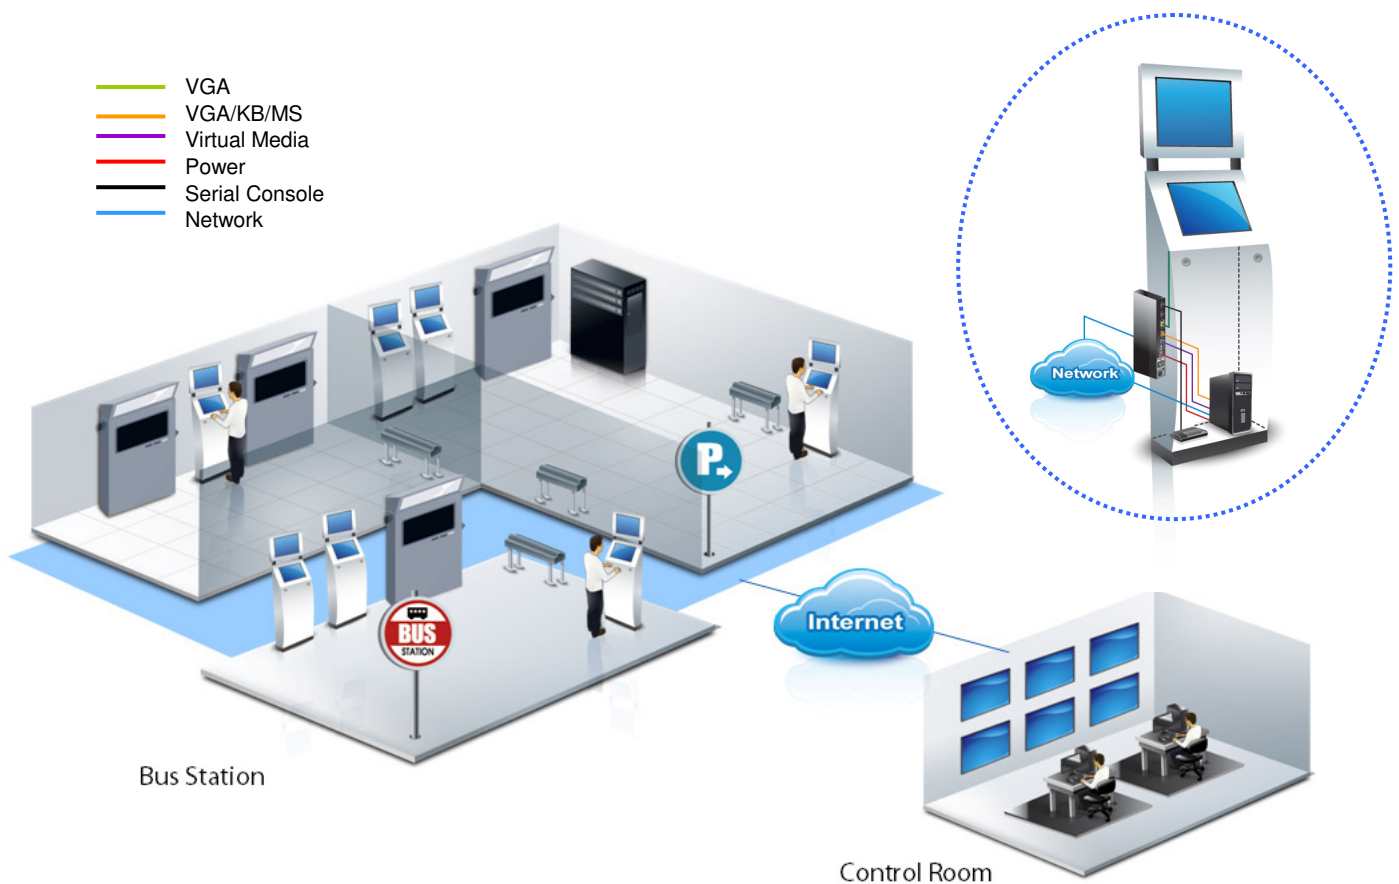 VGA
VGA/KB/MS
Virtual Media
Power
Serial Console
Network
Network
P
BUS
STATION
Internet
Bus Station
Control Room